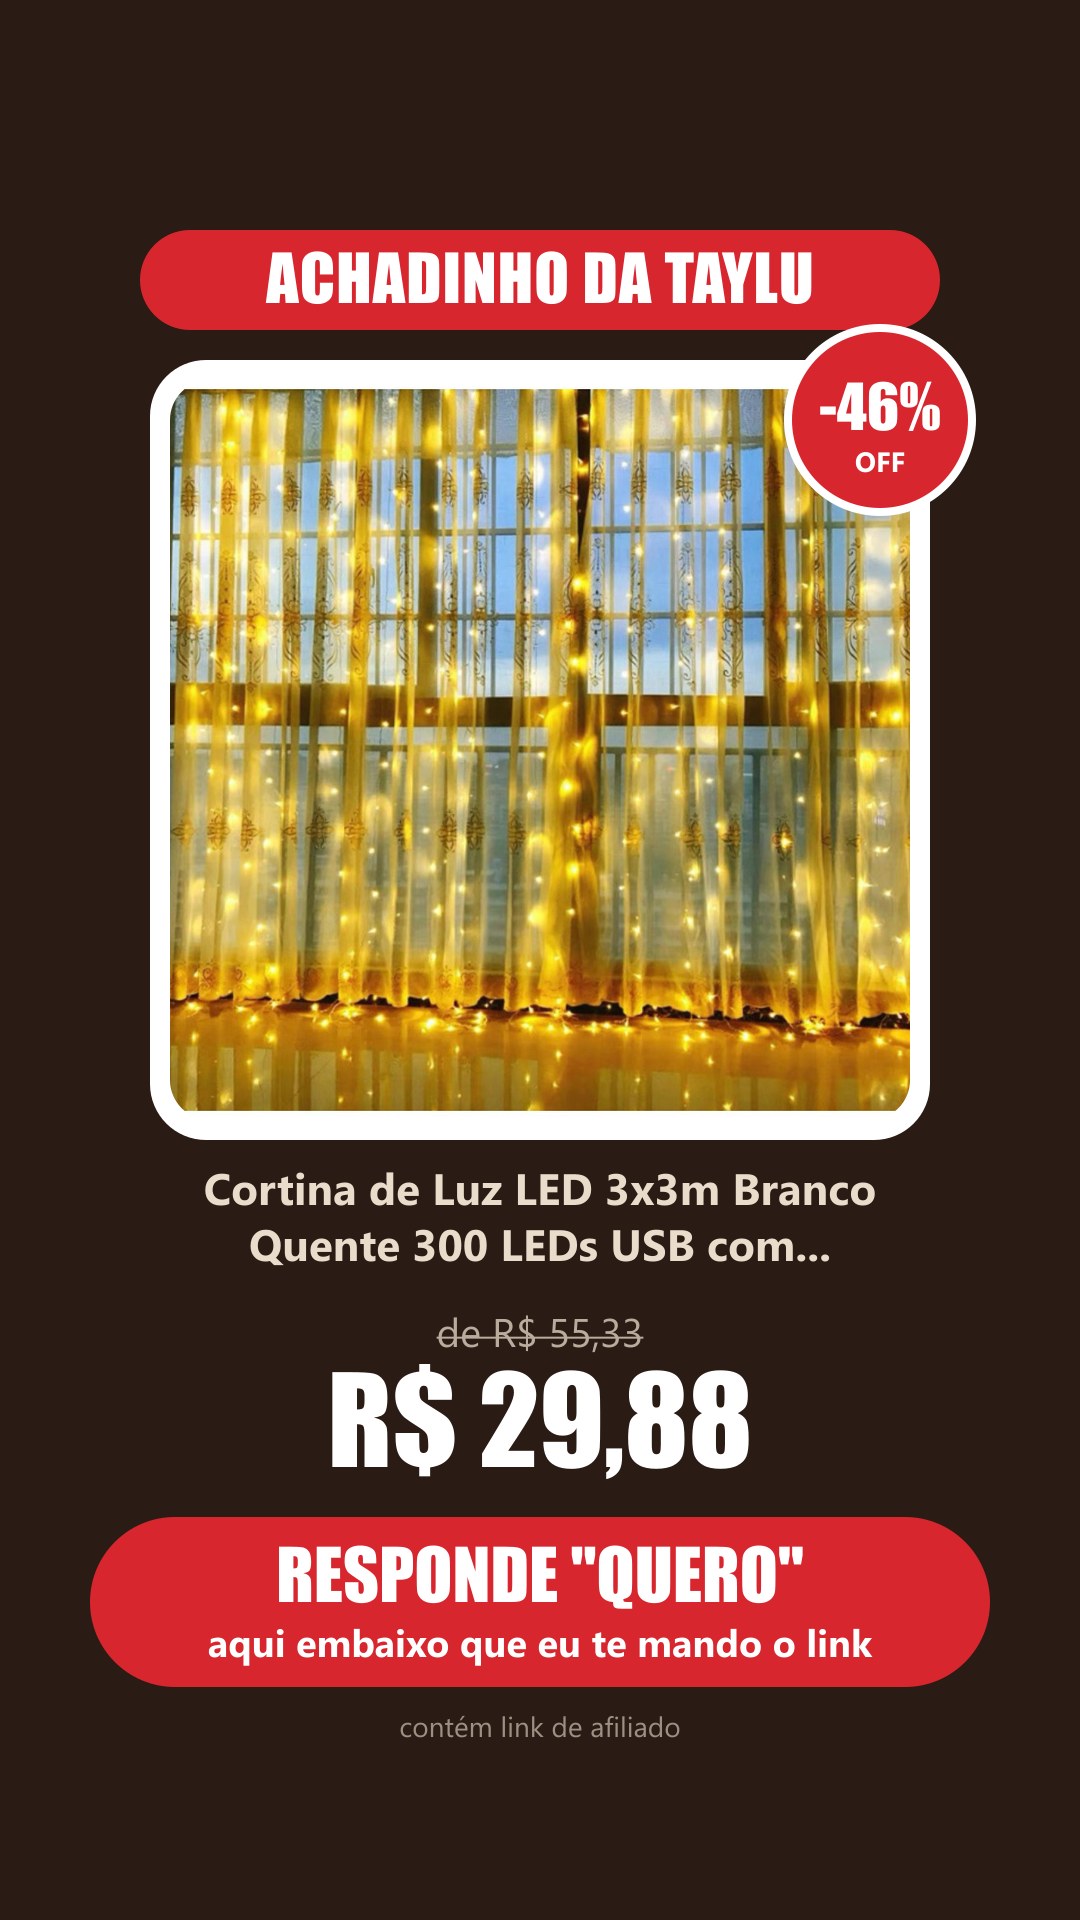 ACHADINHO DA TAYLU
-46%
OFF
Cortina de Luz LED 3x3m Branco
Quente 300 LEDs USB com...
de R$ 55,33
R$ 29,88
RESPONDE "QUERO"
aqui embaixo que eu te mando o link
contém link de afiliado